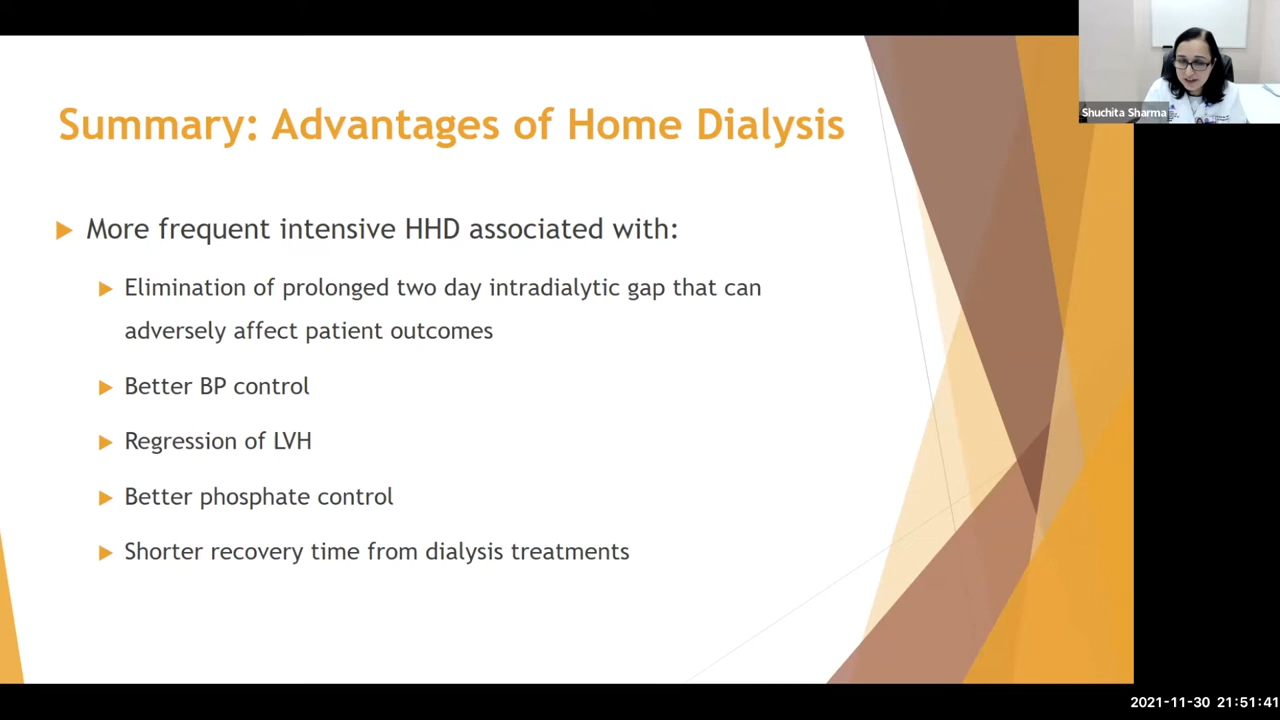 Shuchita Sharma
Summary: Advantages of Home Dialysis
More frequent intensive HHD associated with:
Elimination of prolonged two day intradialytic gap that can
adversely affect patient outcomes
Better BP control
Regression of LVH
Better phosphate control
Shorter recovery time from dialysis treatments
2021-11-30 21:51:41